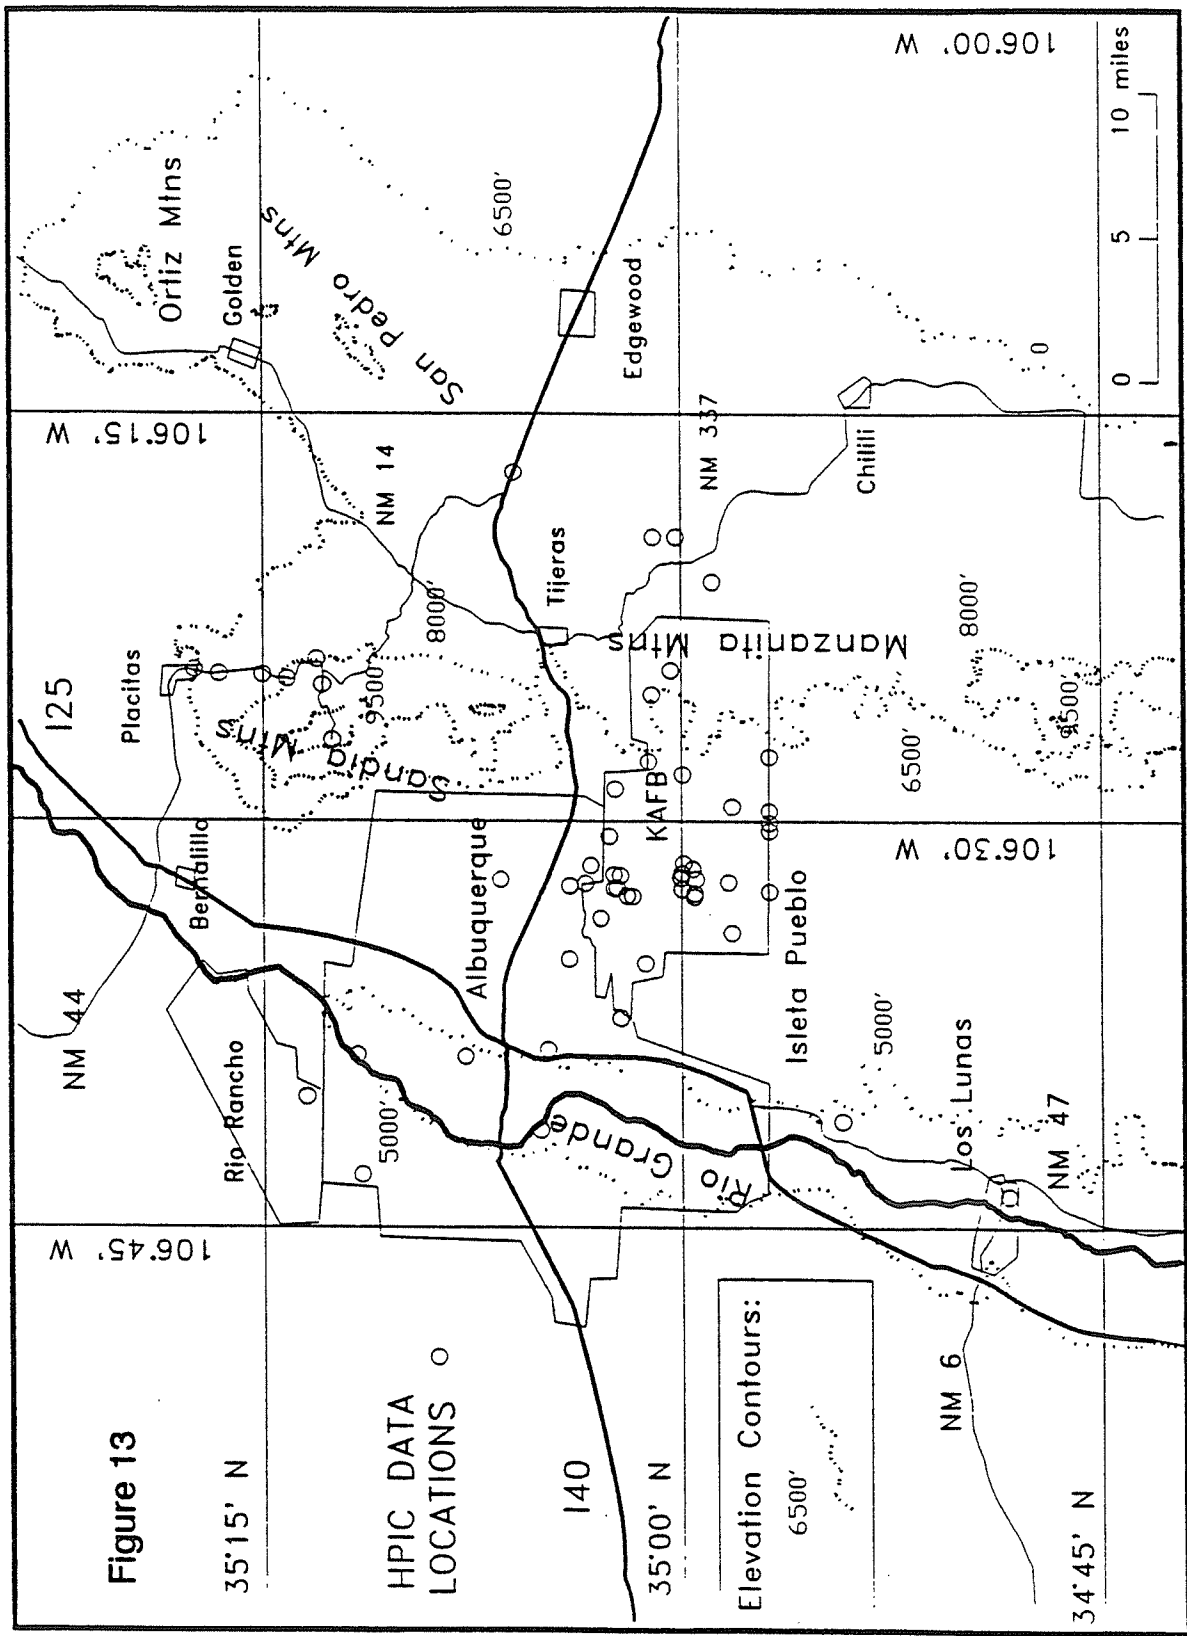 Figure 13
HPIC DATA
LOCATIONS
35°15' N
35°00' N
34°45' N
106°45' W
106°30' W
106°15' W
106°00' W
I25
I40
NM 44
NM 14
NM 337
NM 47
NM 6
Placitas
Bernalillo
Rio Rancho
Albuquerque
Golden
Ortiz Mtns
San Pedro Mtns
Sandia Mtns
Edgewood
Tijeras
Manzanita Mtns
Chilili
KAFB
Isleta Pueblo
Los Lunas
Rio Grande
5000'
5000'
6500'
6500'
8000'
8000'
9500'
9500'
0
Elevation Contours:
6500'
0 5 10 miles